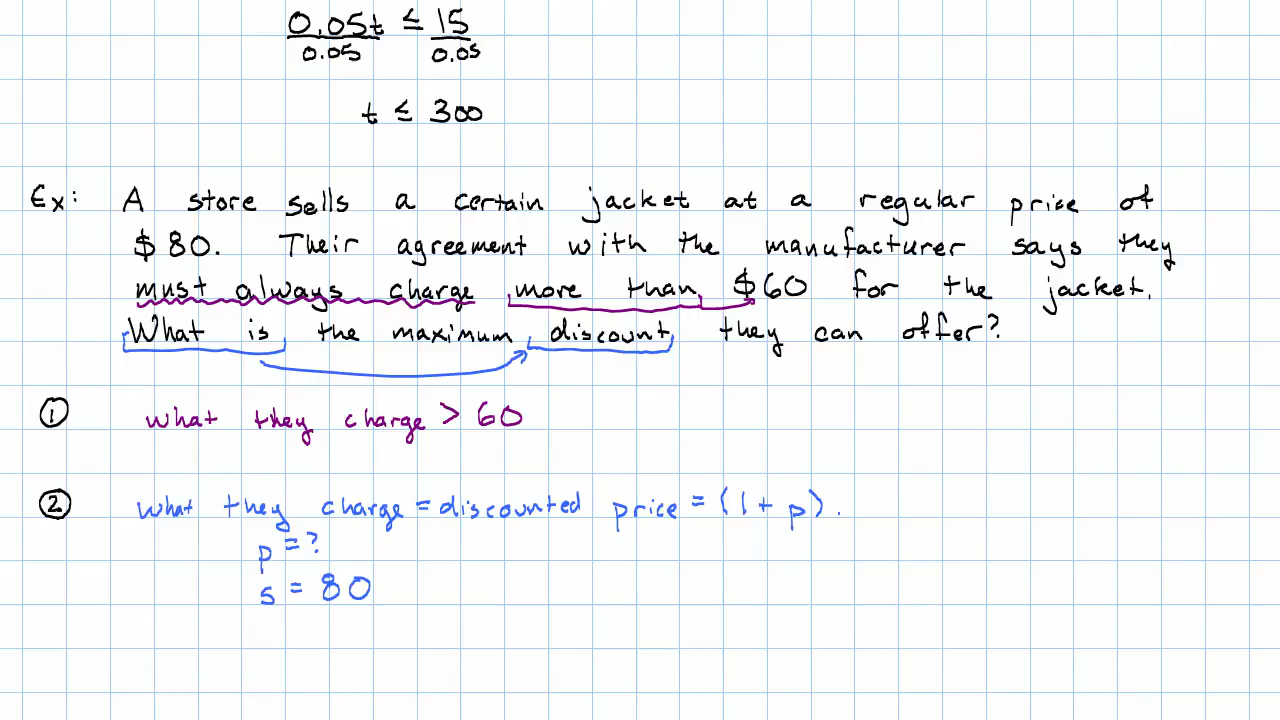 0.05t ≤ 15
0.05 0.05
t ≤ 300
Ex: A store sells a certain jacket at a regular price of
$80. Their agreement with the manufacturer says they
must always charge more than $60 for the jacket.
What is the maximum discount they can offer?
① What they charge > 60
② What they charge = discounted price = (1 + p).
p = ?
s = 80